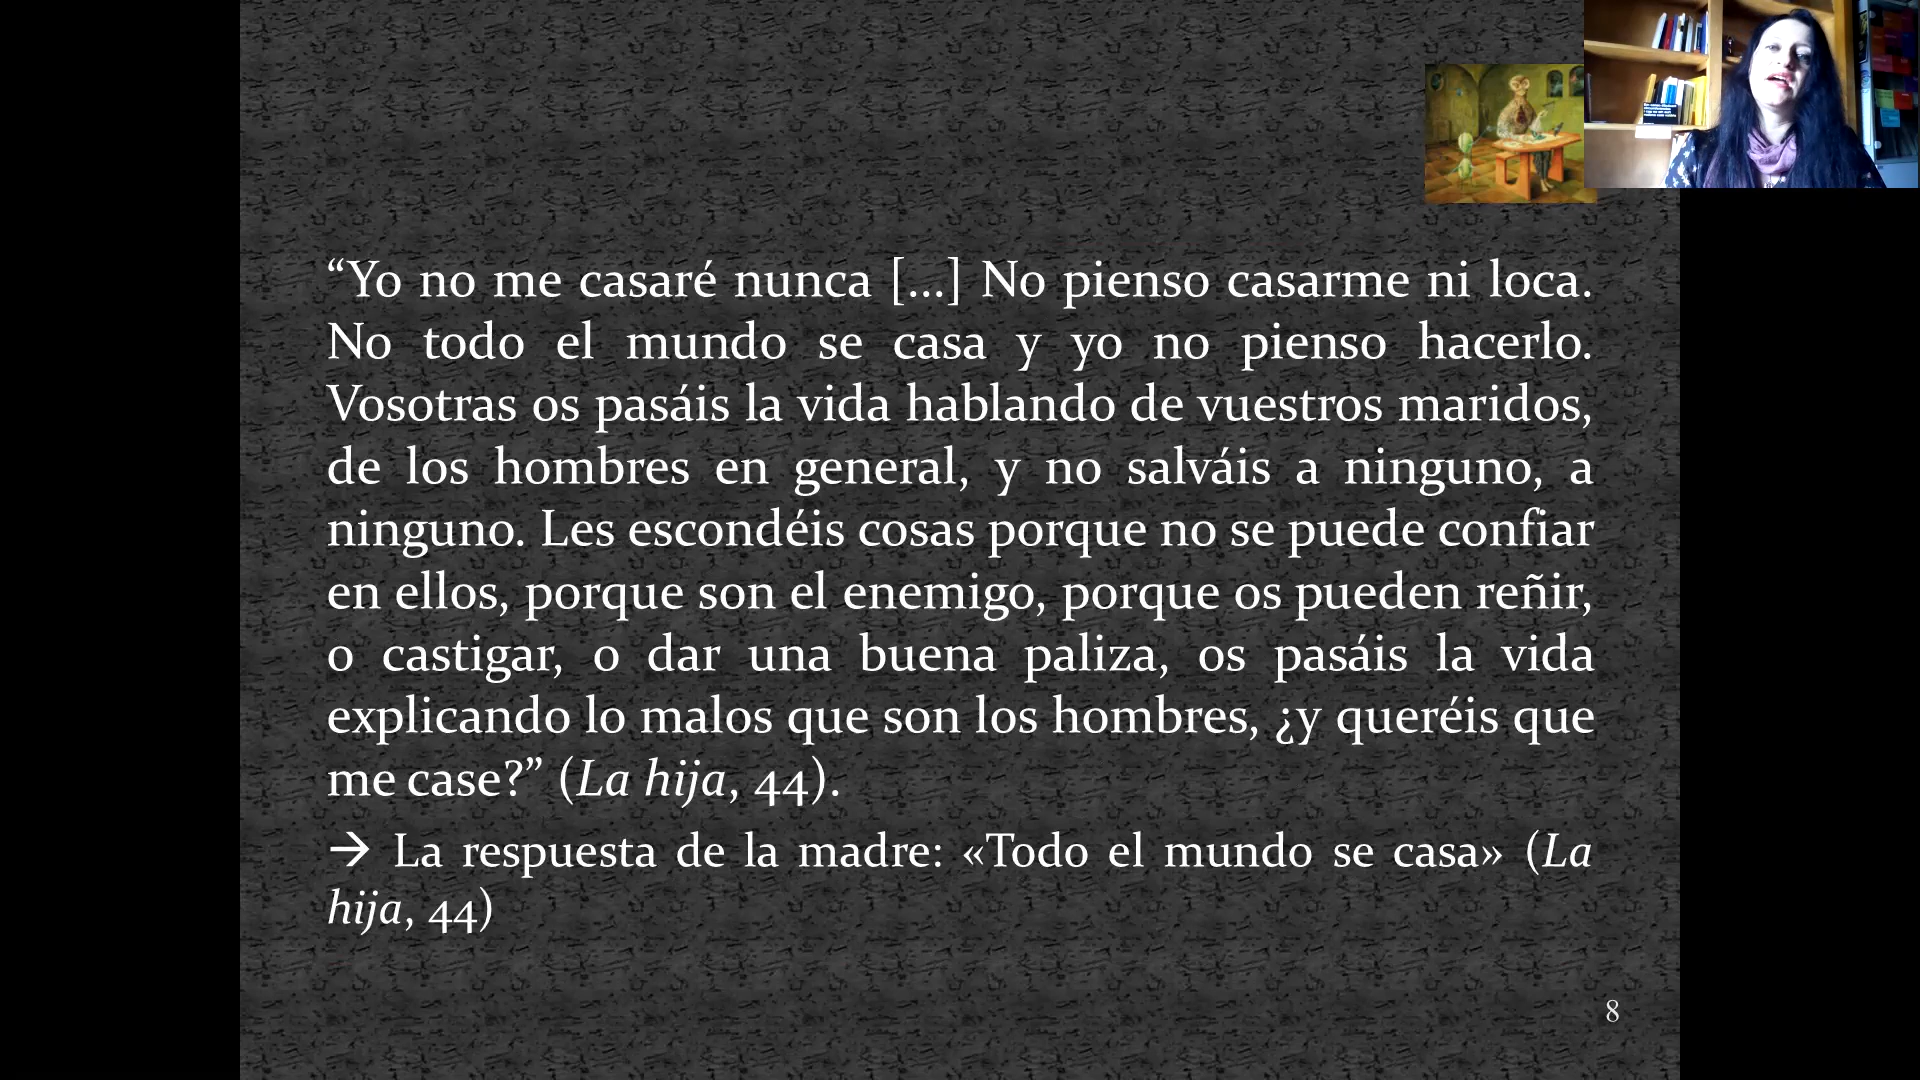 “Yo no me casaré nunca [...] No pienso casarme ni loca.
No todo el mundo se casa y yo no pienso hacerlo.
Vosotras os pasáis la vida hablando de vuestros maridos,
de los hombres en general, y no salváis a ninguno, a
ninguno. Les escondéis cosas porque no se puede confiar
en ellos, porque son el enemigo, porque os pueden reñir,
o castigar, o dar una buena paliza, os pasáis la vida
explicando lo malos que son los hombres, ¿y queréis que
me case?” (La hija, 44).
→ La respuesta de la madre: «Todo el mundo se casa» (La
hija, 44)
8